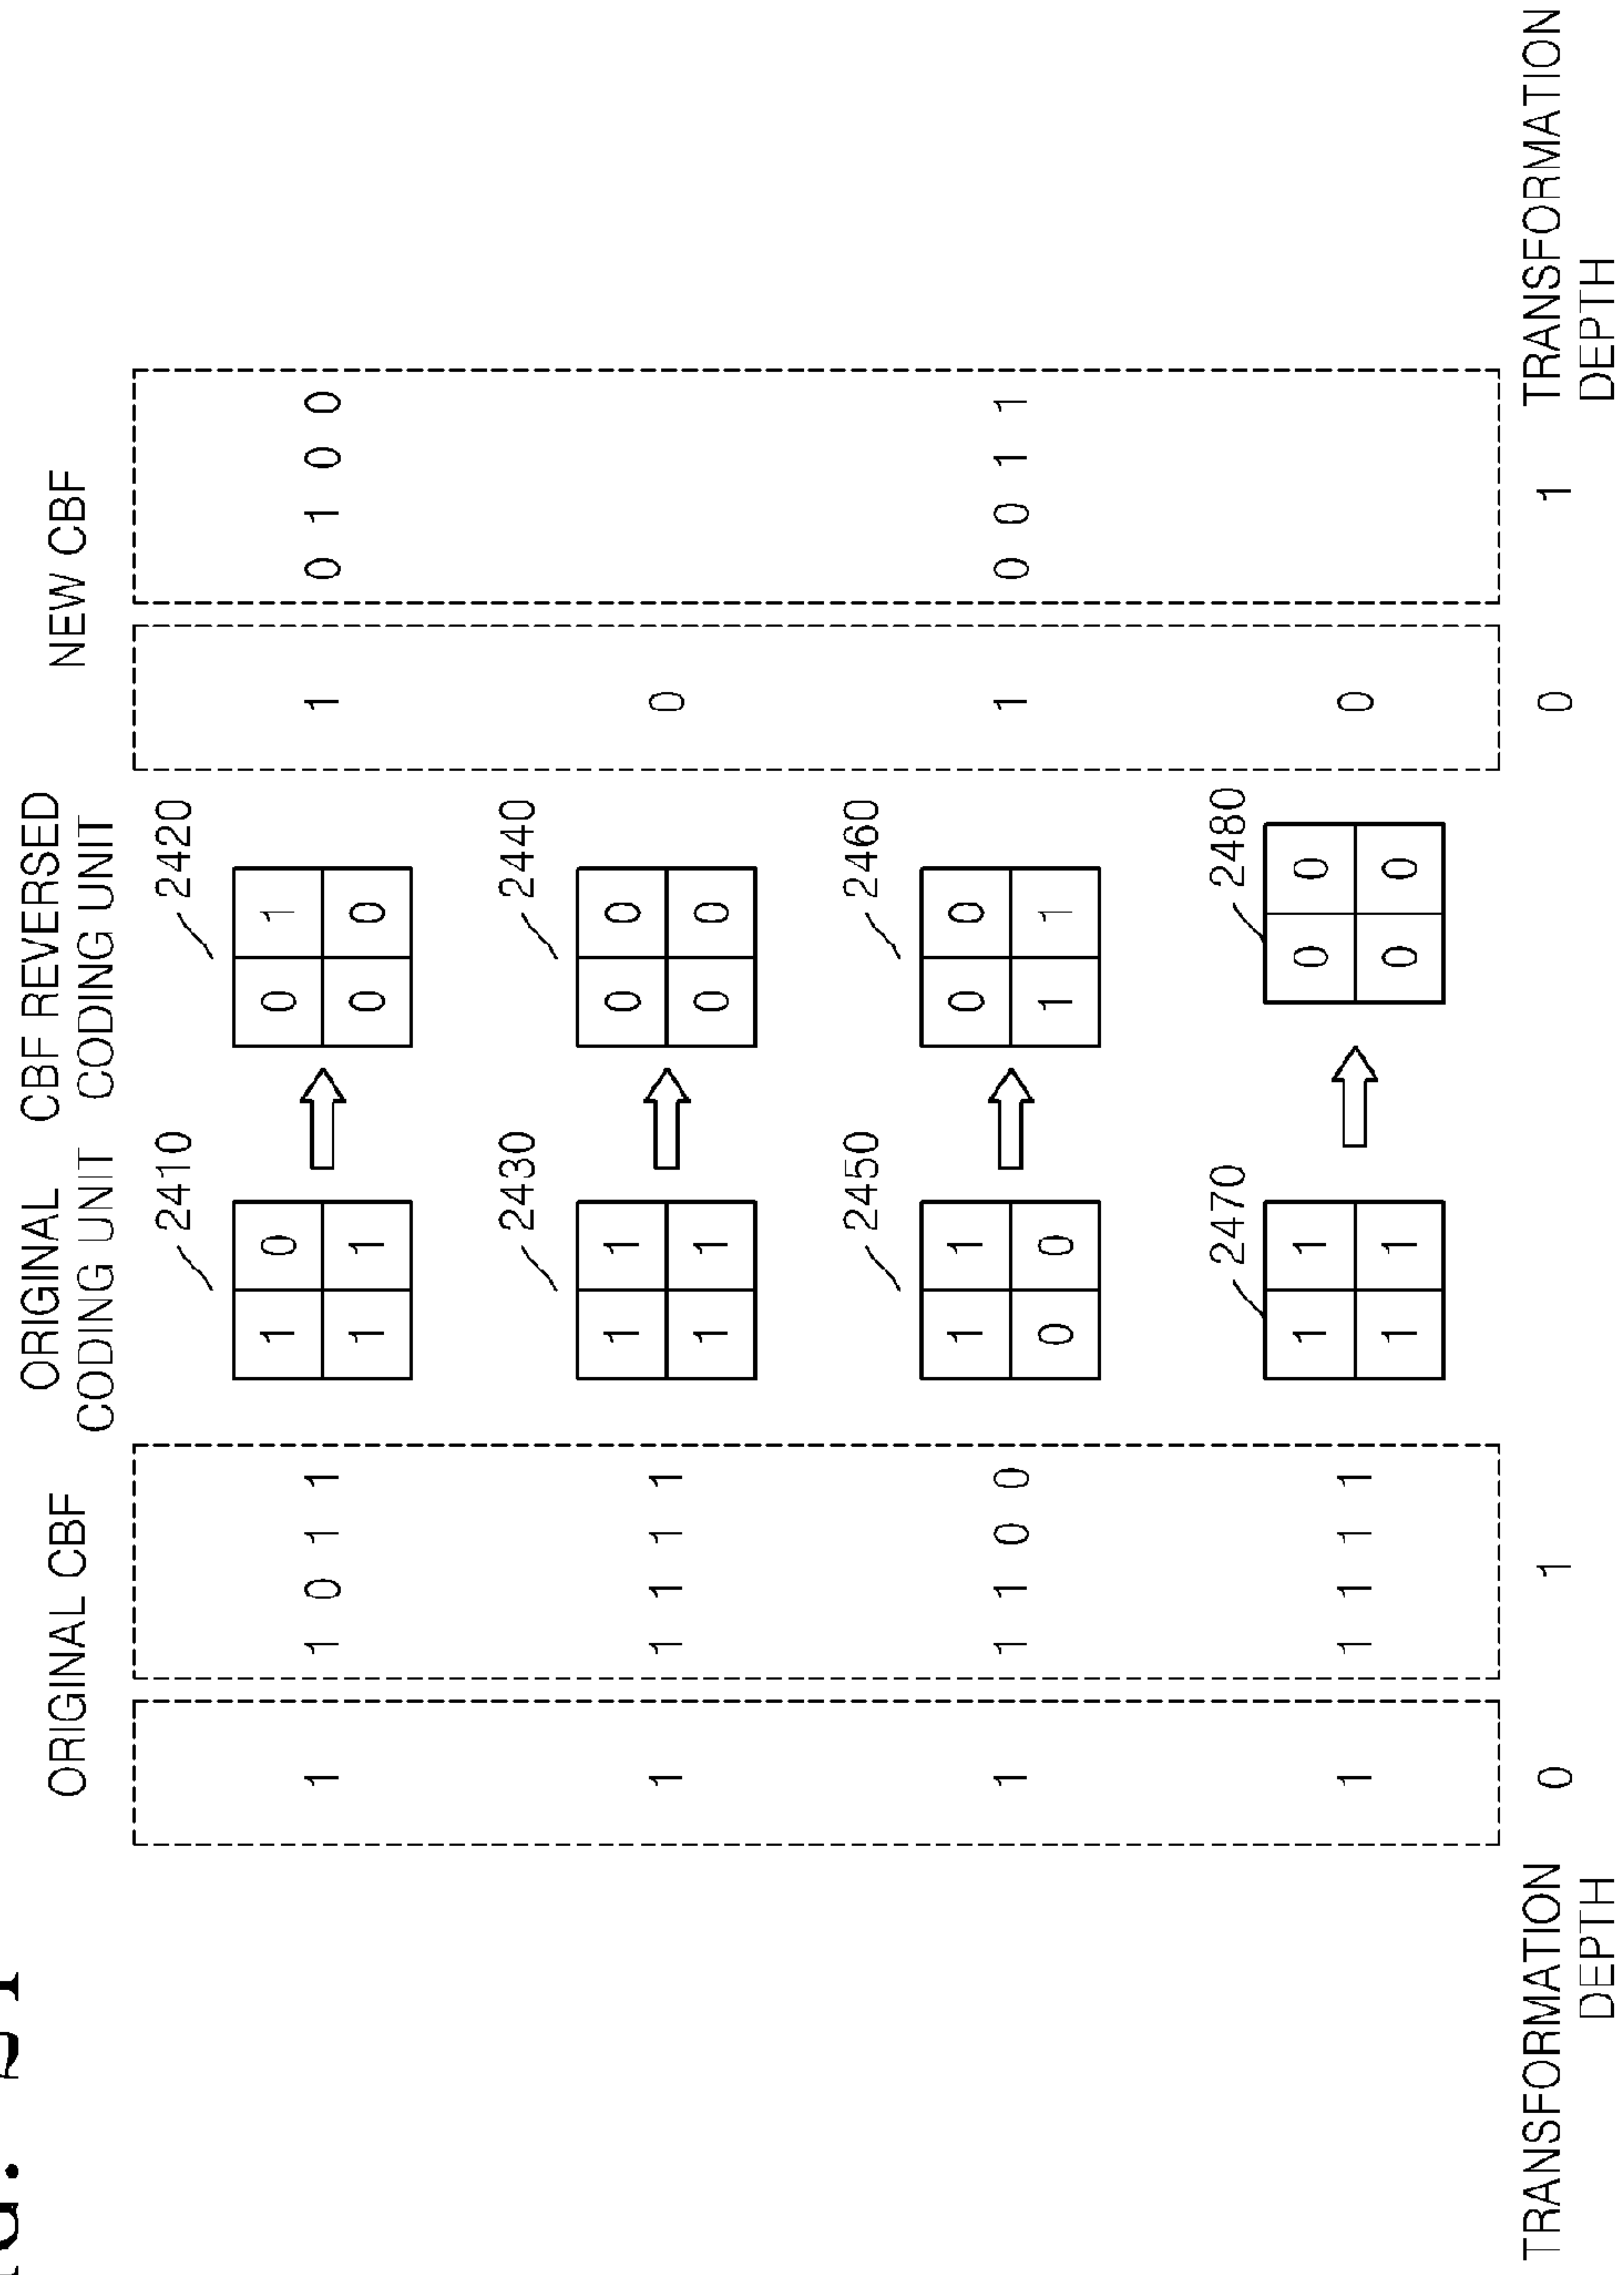 ORIGINAL CBF
ORIGINAL
CODING UNIT
CBF REVERSED
CODING UNIT
NEW CBF
2410
2420
1
1 0 1 1
1 0
1 1
0 1
0 0
1
0 1 0 0
2430
2440
1
1 1 1 1
1 1
1 1
0 0
0 0
0
2450
2460
1
1 1 0 0
1 1
0 0
0 0
1 1
1
0 0 1 1
2470
2480
1
1 1 1 1
1 1
1 1
0 0
0 0
0
TRANSFORMATION
DEPTH
0
1
0
1
TRANSFORMATION
DEPTH